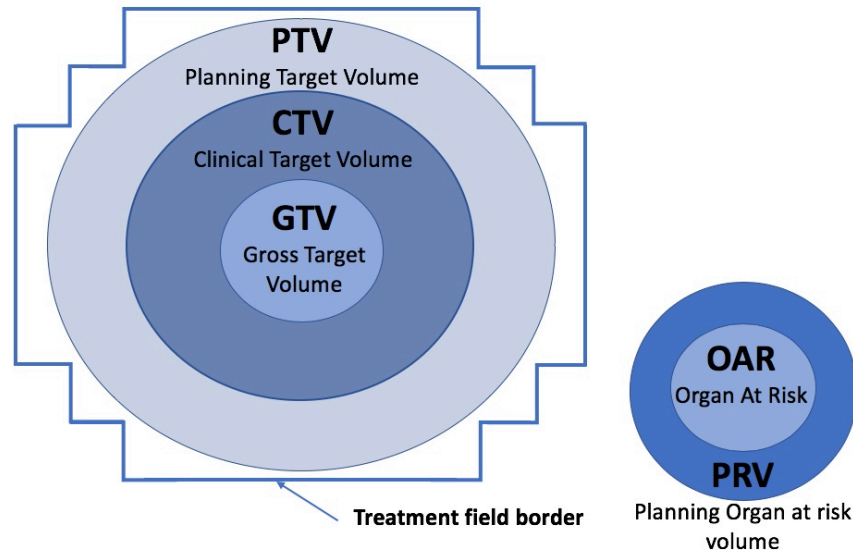 PTV
Planning Target Volume
CTV
Clinical Target Volume
GTV
Gross Target
Volume
OAR
Organ At Risk
PRV
Planning Organ at risk
volume
Treatment field border